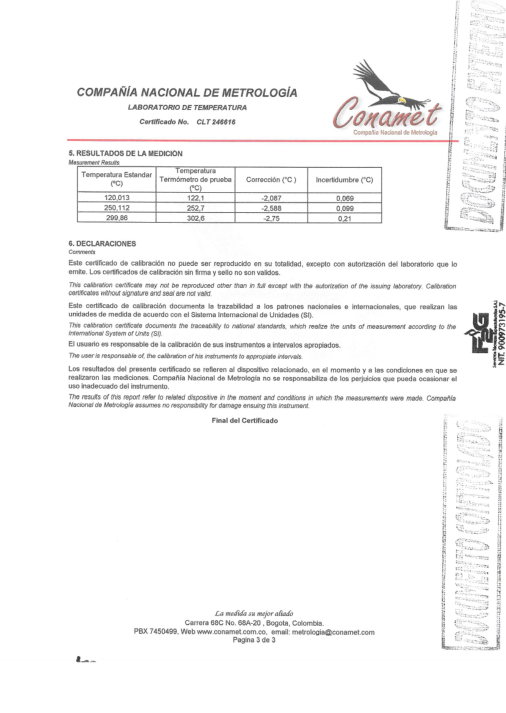 COMPAÑÍA NACIONAL DE METROLOGÍA
LABORATORIO DE TEMPERATURA
Certificado No. CLT 246616
Conamet
Compañía Nacional de Metrología
5. RESULTADOS DE LA MEDICIÓN
Mesurement Results
Temperatura Estandar (ºC) Temperatura Termómetro de pruebe (ºC) Corrección (ºC ) Incertidumbre (ºC)
120,013 122,1 -2,087 0,069
250,112 252,7 -2,588 0,099
299,86 302,6 -2,75 0,21
6. DECLARACIONES
Comments
Este certificado de calibración no puede ser reproducido en su totalidad, excepto con autorización del laboratorio que lo
emite. Los certificados de calibración sin firma y sello no son validos.
This calibration certificate may not be reproduced other than in full except with the authorization of the issuing laboratory. Calibration
certificates without signature and seal are not valid.
Este certificado de calibración documenta la trazabilidad a los patrones nacionales e internacionales, que realizan las
unidades de medida de acuerdo con el Sistema Internacional de Unidades (SI).
This calibration certificate documents the traceability to national standards, which realize the units of measurement according to the
International System of Units (SI).
El usuario es responsable de la calibración de sus instrumentos a intervalos apropiados.
The user is responsable of, the calibration of his instruments to appropiate intervals.
Los resultados del presente certificado se refieren al dispositivo relacionado, en el momento y a las condiciones en que se
realizaron las mediciones. Compañía Nacional de Metrología no se responsabiliza de los perjuicios que pueda ocasionar el
uso inadecuado del instrumento.
The results of this report refer to related dispositive in the moment and conditions in which the measurements were made. Compañía
Nacional de Metrología assumes no responsibility for damage ensuing this instrument.
Final del Certificado
La medida su mejor aliado
Carrera 68C No. 68A-20 , Bogota, Colombia.
PBX 7450499, Web www.conamet.com.co, email: metrologia@conamet.com
Pagina 3 de 3
DOCUMENTO EXTERNO
NIT. 900973195-7
DOCUMENTO CONTROLADO